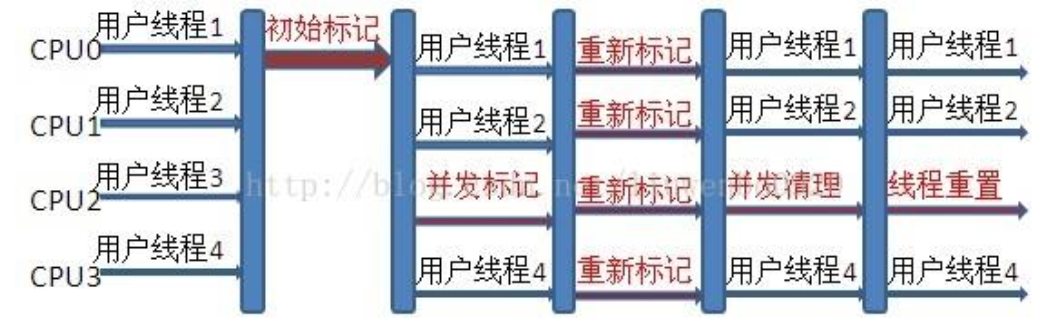 用户线程1 初始标记
CPU0 用户线程1 重新标记 用户线程1 用户线程1
用户线程2
CPU1 用户线程2 重新标记 用户线程2 用户线程2
用户线程3 并发标记 重新标记 并发清理 线程重置
CPU2 http://blog.
用户线程4
CPU3 用户线程4 重新标记 用户线程4 用户线程4